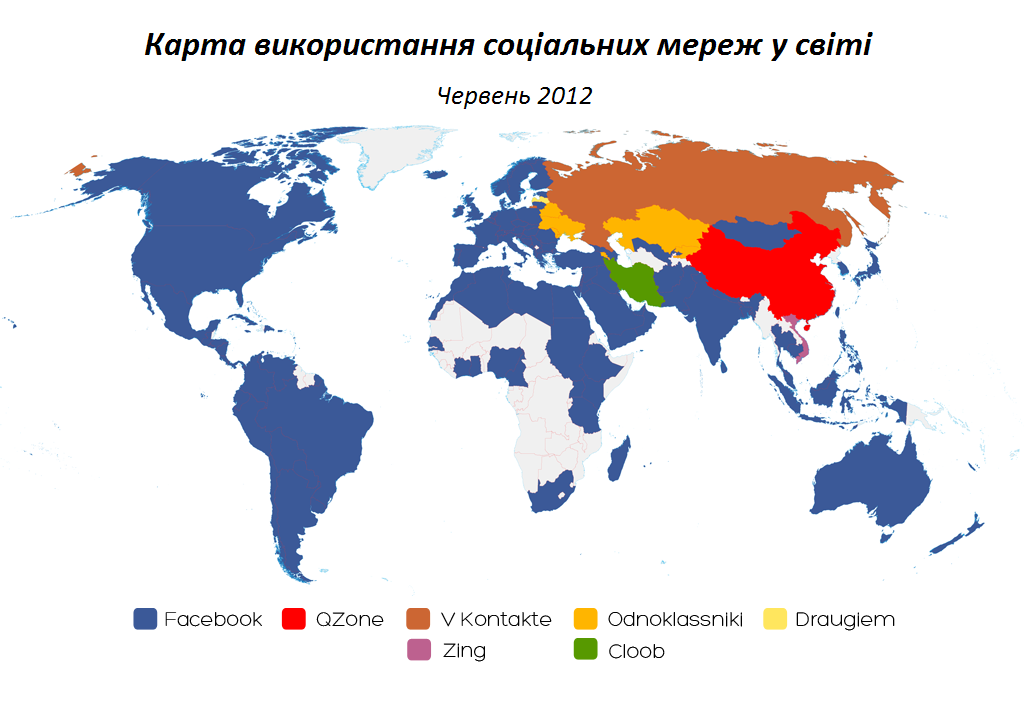 Карта використання соціальних мереж у світі
Червень 2012
Facebook QZone V Kontakte Odnoklassniki Draugiem
Zing Cloob